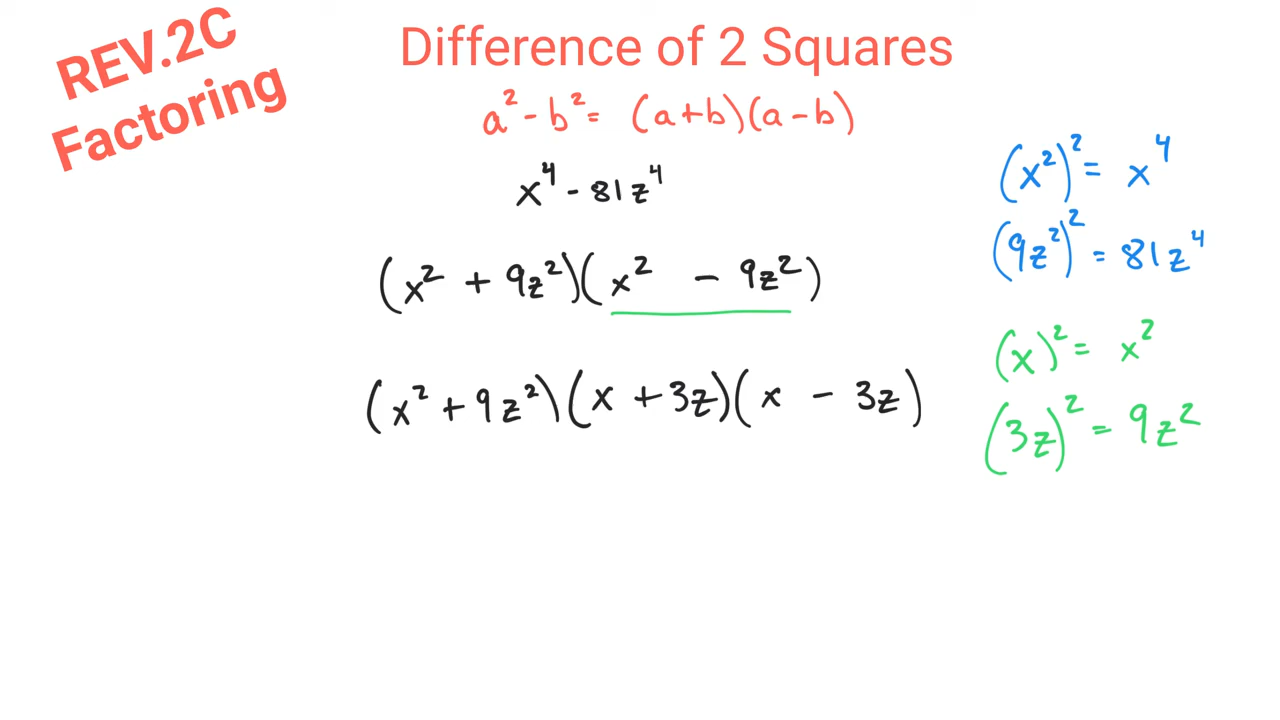 REV.2C
Factoring
Difference of 2 Squares
a² - b² = (a+b)(a-b)
x⁴ - 81z⁴
(x² + 9z²)(x² - 9z²)
(x² + 9z²)(x + 3z)(x - 3z)
(x²)² = x⁴
(9z²)² = 81z⁴
(x)² = x²
(3z)² = 9z²